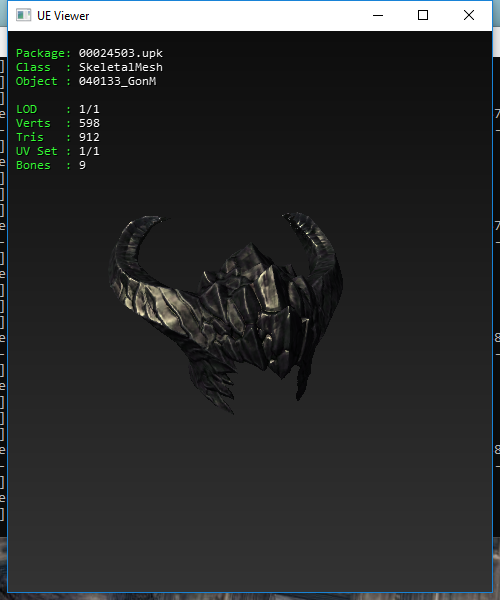 UE Viewer
Package: 00024503.upk
Class : SkeletalMesh
Object : 040133_GonM
LOD : 1/1
Verts : 598
Tris : 912
UV Set : 1/1
Bones : 9